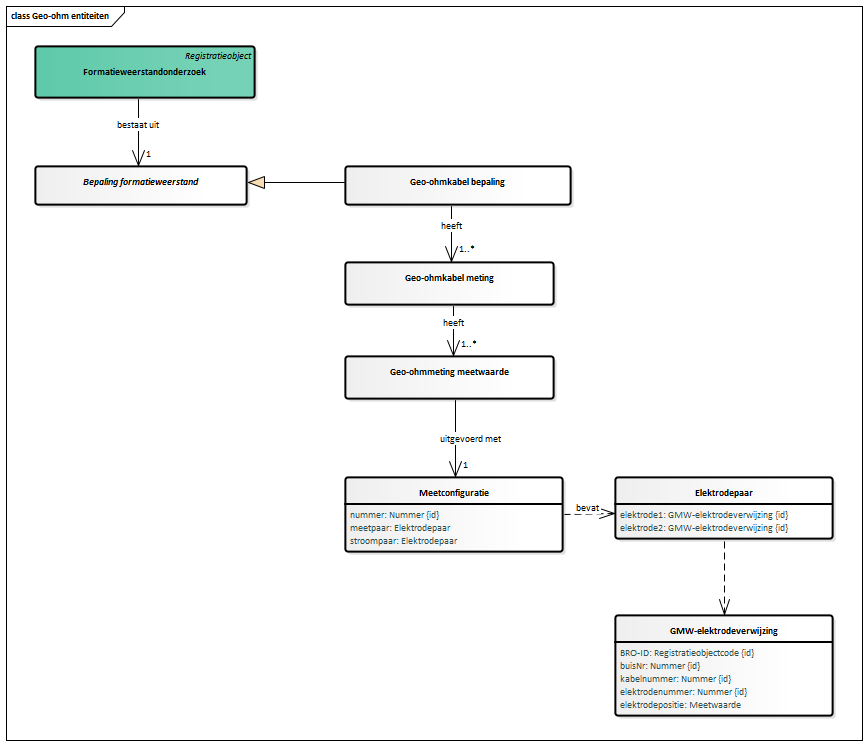 class Geo-ohm entiteiten
Registratieobject
Formatieweerstandonderzoek
bestaat uit
1
Bepaling formatieweerstand
Geo-ohmkabel bepaling
heeft
1..*
Geo-ohmkabel meting
heeft
1..*
Geo-ohmmeting meetwaarde
uitgevoerd met
1
Meetconfiguratie
nummer: Nummer {id}
meetpaar: Elektrodepaar
stroompaar: Elektrodepaar
bevat
Elektrodepaar
elektrode1: GMW-elektrodeverwijzing {id}
elektrode2: GMW-elektrodeverwijzing {id}
GMW-elektrodeverwijzing
BRO-ID: Registratieobjectcode {id}
buisNr: Nummer {id}
kabelnummer: Nummer {id}
elektrodenummer: Nummer {id}
elektrodepositie: Meetwaarde